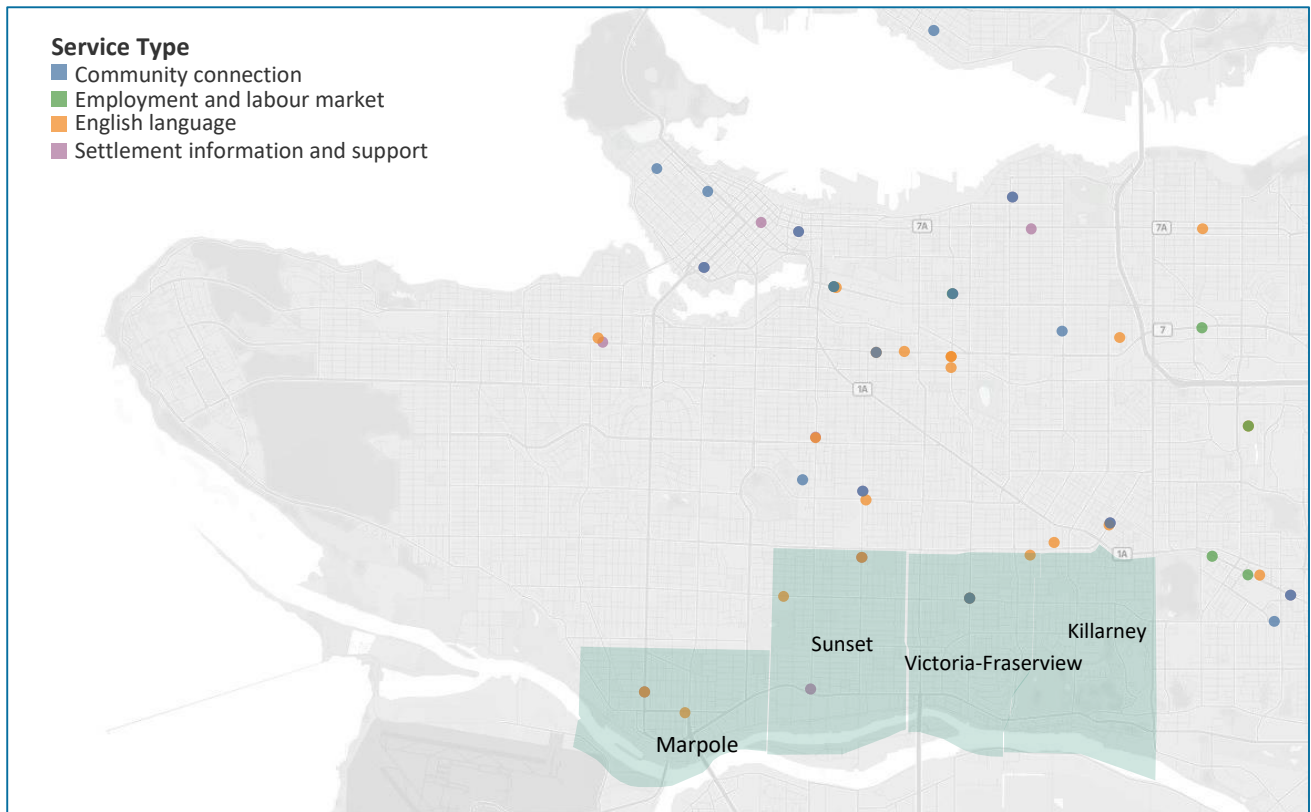 Service Type
Community connection
Employment and labour market
English language
Settlement information and support
7A
7A
7
1A
1A
Killarney
Sunset
Victoria-Fraserview
Marpole